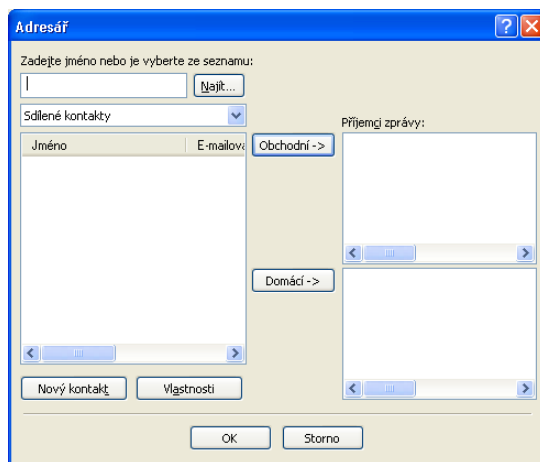 Adresář
Zadejte jméno nebo je vyberte ze seznamu:
Najít...
Sdílené kontakty
Příjemci zprávy:
Jméno E-mailová
Obchodní ->
Domácí ->
Nový kontakt Vlastnosti
OK Storno